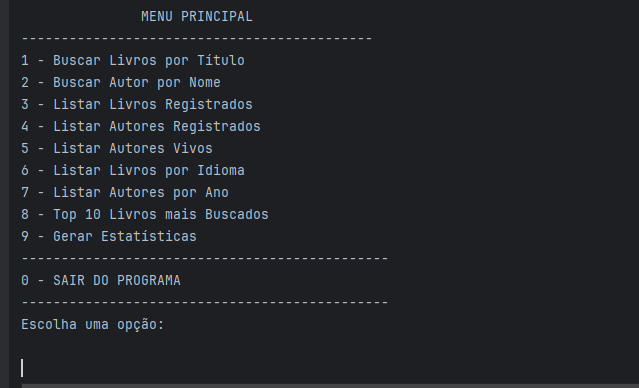 MENU PRINCIPAL
--------------------------------------------
1 - Buscar Livros por Título
2 - Buscar Autor por Nome
3 - Listar Livros Registrados
4 - Listar Autores Registrados
5 - Listar Autores Vivos
6 - Listar Livros por Idioma
7 - Listar Autores por Ano
8 - Top 10 Livros mais Buscados
9 - Gerar Estatísticas
----------------------------------------------
0 - SAIR DO PROGRAMA
----------------------------------------------
Escolha uma opção: